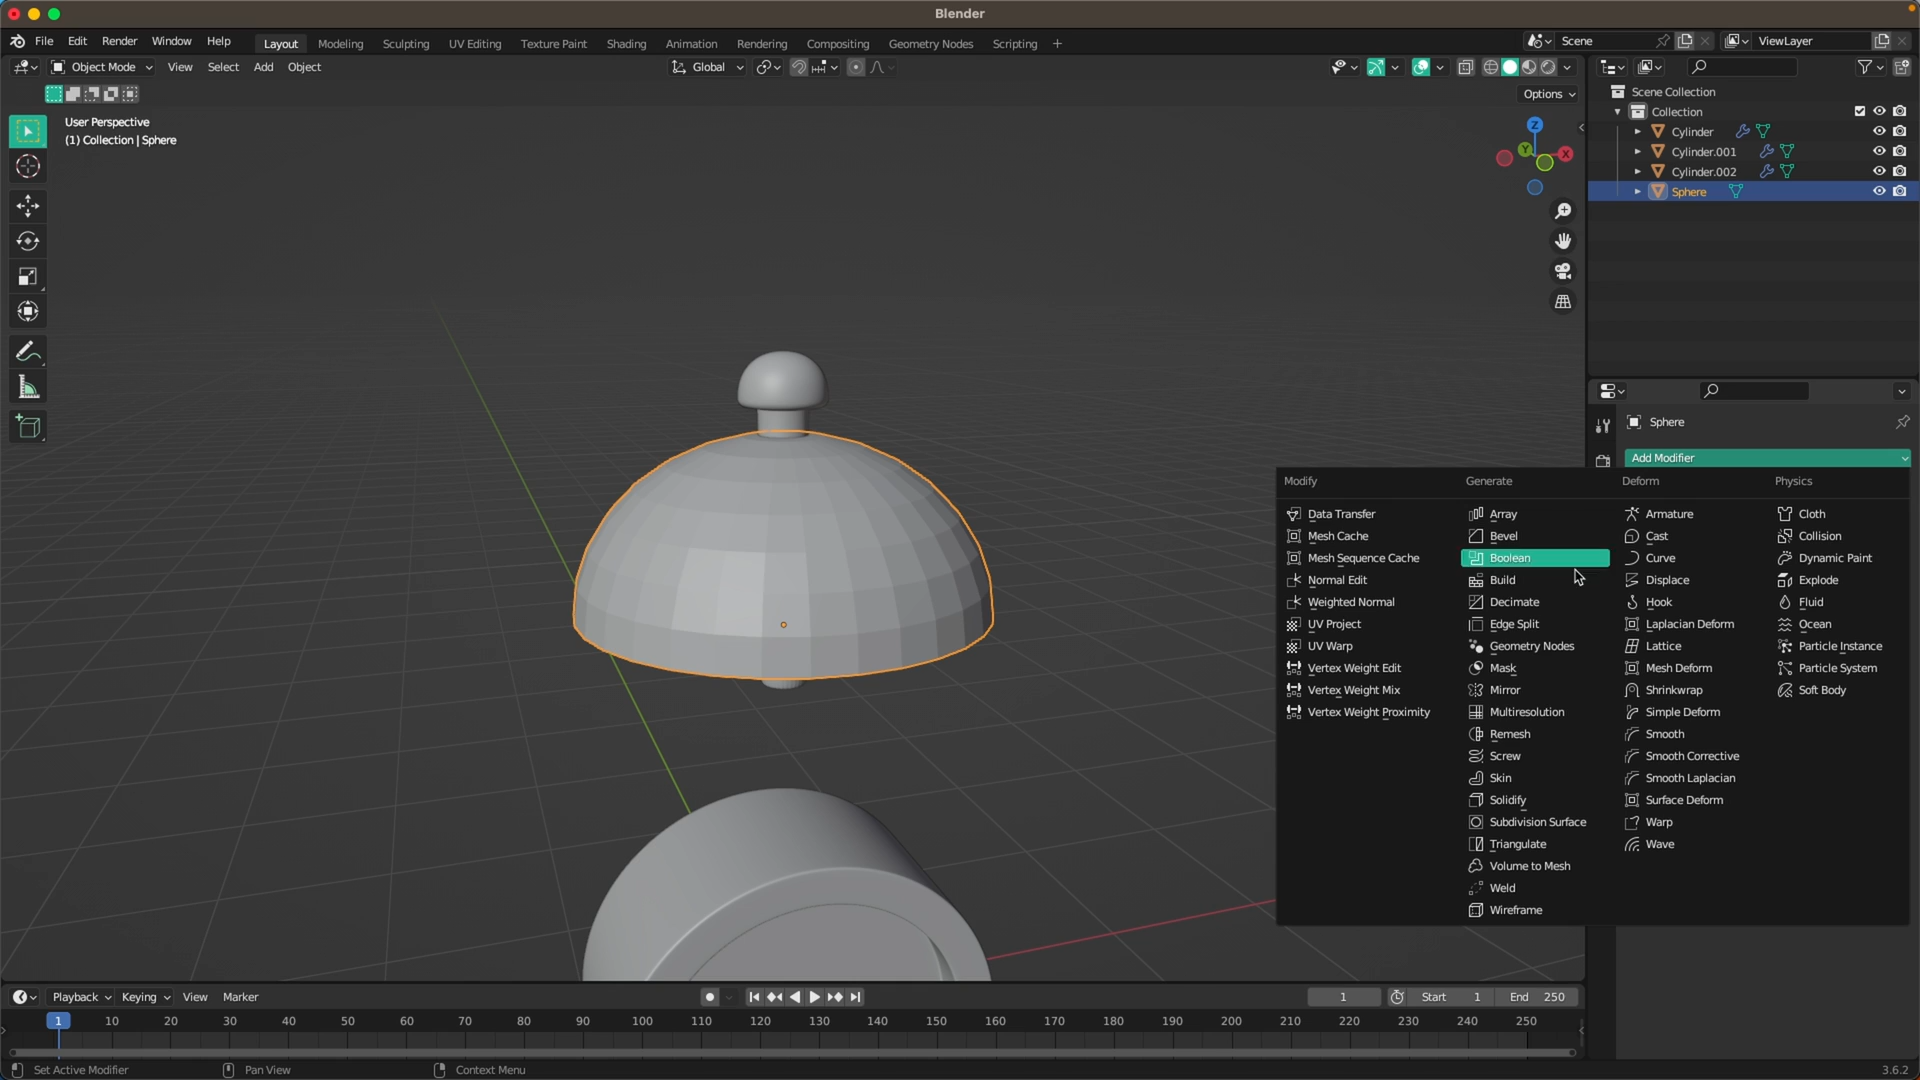 Blender
File Edit Render Window Help Layout Modeling Sculpting UV Editing Texture Paint Shading Animation Rendering Compositing Geometry Nodes Scripting + Scene ViewLayer
Object Mode View Select Add Object Global
Options
User Perspective
(1) Collection | Sphere
Z
Y
X
Scene Collection
Collection
Cylinder
Cylinder.001
Cylinder.002
Sphere
Sphere
Add Modifier
Modify
Data Transfer
Mesh Cache
Mesh Sequence Cache
Normal Edit
Weighted Normal
UV Project
UV Warp
Vertex Weight Edit
Vertex Weight Mix
Vertex Weight Proximity
Generate
Array
Bevel
Boolean
Build
Decimate
Edge Split
Geometry Nodes
Mask
Mirror
Multiresolution
Remesh
Screw
Skin
Solidify
Subdivision Surface
Triangulate
Volume to Mesh
Weld
Wireframe
Deform
Armature
Cast
Curve
Displace
Hook
Laplacian Deform
Lattice
Mesh Deform
Shrinkwrap
Simple Deform
Smooth
Smooth Corrective
Smooth Laplacian
Surface Deform
Warp
Wave
Physics
Cloth
Collision
Dynamic Paint
Explode
Fluid
Ocean
Particle Instance
Particle System
Soft Body
Playback Keying View Marker 1 Start 1 End 250
1 10 20 30 40 50 60 70 80 90 100 110 120 130 140 150 160 170 180 190 200 210 220 230 240 250
Set Active Modifier Pan View Context Menu 3.6.2